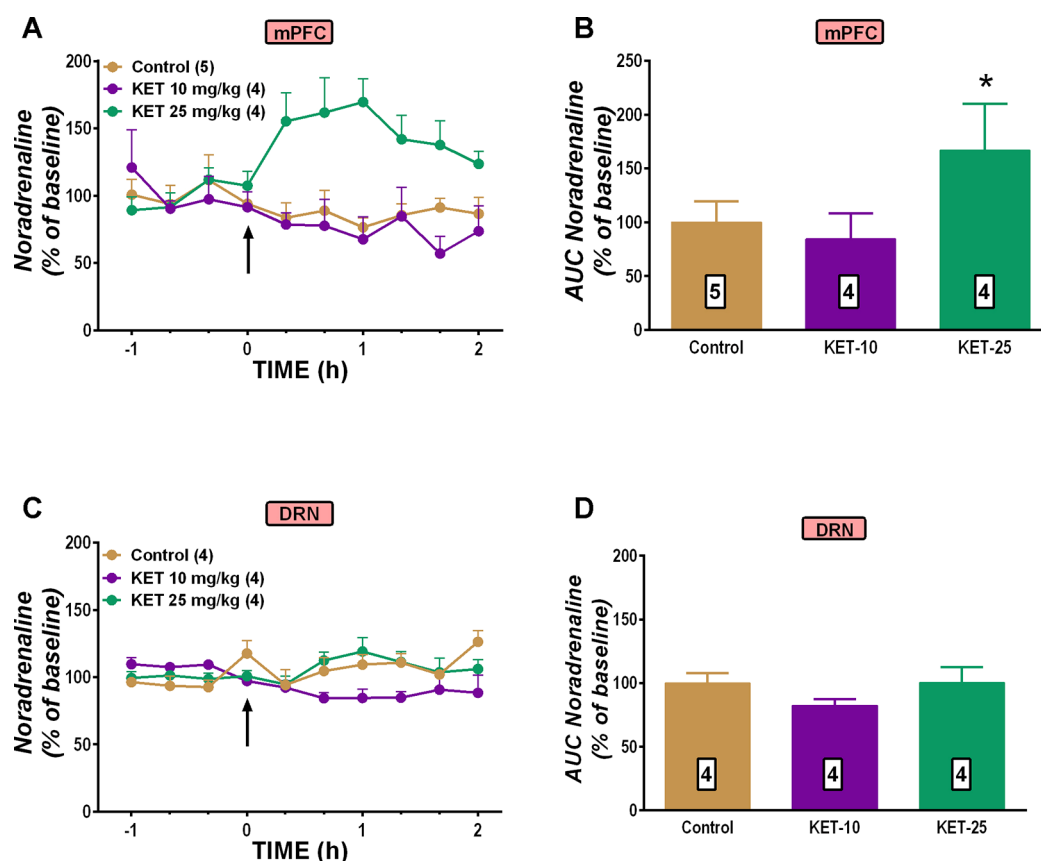 A
mPFC
Noradrenaline
(% of baseline)
200
150
100
50
0
Control (5)
KET 10 mg/kg (4)
KET 25 mg/kg (4)
-1
0
1
2
TIME (h)
B
mPFC
AUC Noradrenaline
(% of baseline)
250
200
150
100
50
0
*
5
4
4
Control
KET-10
KET-25
C
DRN
Noradrenaline
(% of baseline)
200
150
100
50
0
Control (4)
KET 10 mg/kg (4)
KET 25 mg/kg (4)
-1
0
1
2
TIME (h)
D
DRN
AUC Noradrenaline
(% of baseline)
200
150
100
50
0
4
4
4
Control
KET-10
KET-25